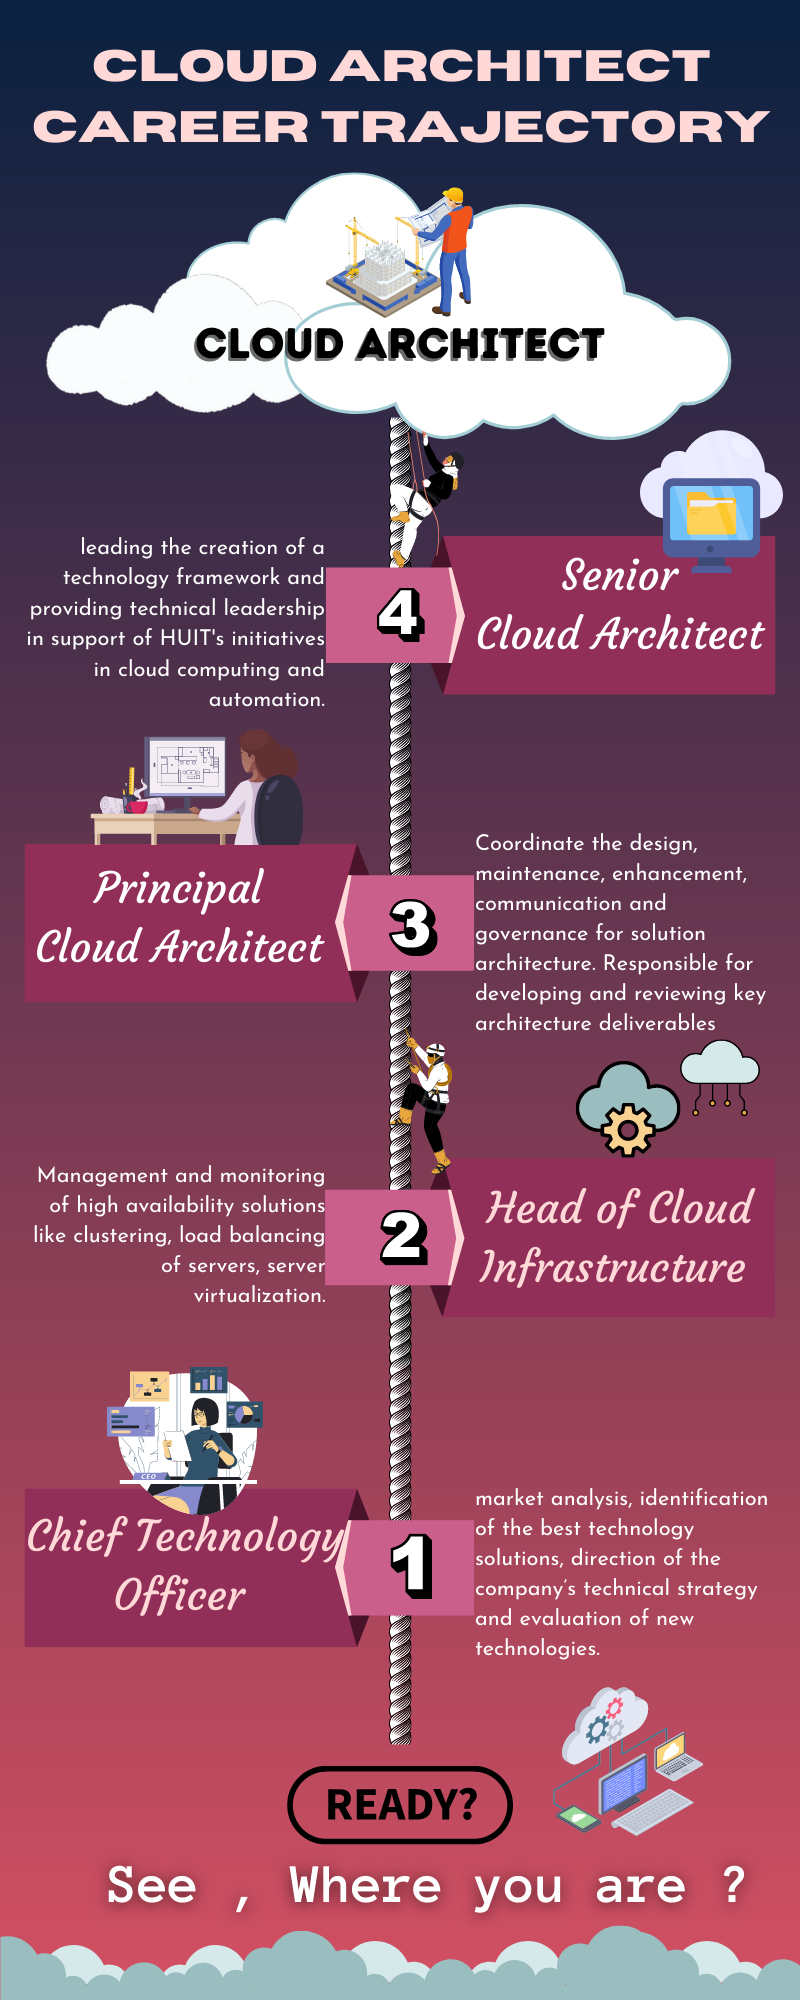 CLOUD ARCHITECT
CAREER TRAJECTORY
CLOUD ARCHITECT
leading the creation of a
technology framework and
providing technical leadership
in support of HUIT's initiatives
in cloud computing and
automation.
4
Senior
Cloud Architect
Principal
Cloud Architect
3
Coordinate the design,
maintenance, enhancement,
communication and
governance for solution
architecture. Responsible for
developing and reviewing key
architecture deliverables
Management and monitoring
of high availability solutions
like clustering, load balancing
of servers, server
virtualization.
2
Head of Cloud
Infrastructure
CEO
Chief Technology
Officer
1
market analysis, identification
of the best technology
solutions, direction of the
company's technical strategy
and evaluation of new
technologies.
READY?
See , Where you are ?